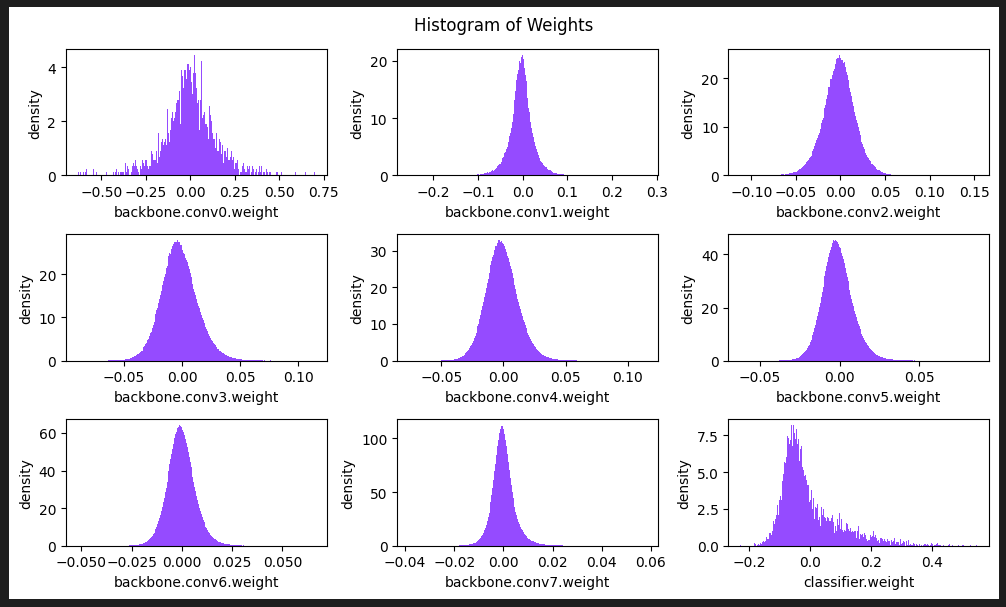 Histogram of Weights
density
4
2
0
−0.50 −0.25 0.00 0.25 0.50 0.75
backbone.conv0.weight
density
20
10
0
−0.2 −0.1 0.0 0.1 0.2 0.3
backbone.conv1.weight
density
20
10
0
−0.10 −0.05 0.00 0.05 0.10 0.15
backbone.conv2.weight
density
20
10
0
−0.05 0.00 0.05 0.10
backbone.conv3.weight
density
30
20
10
0
−0.05 0.00 0.05 0.10
backbone.conv4.weight
density
40
20
0
−0.05 0.00 0.05
backbone.conv5.weight
density
60
40
20
0
−0.050 −0.025 0.000 0.025 0.050
backbone.conv6.weight
density
100
50
0
−0.04 −0.02 0.00 0.02 0.04 0.06
backbone.conv7.weight
density
7.5
5.0
2.5
0.0
−0.2 0.0 0.2 0.4
classifier.weight